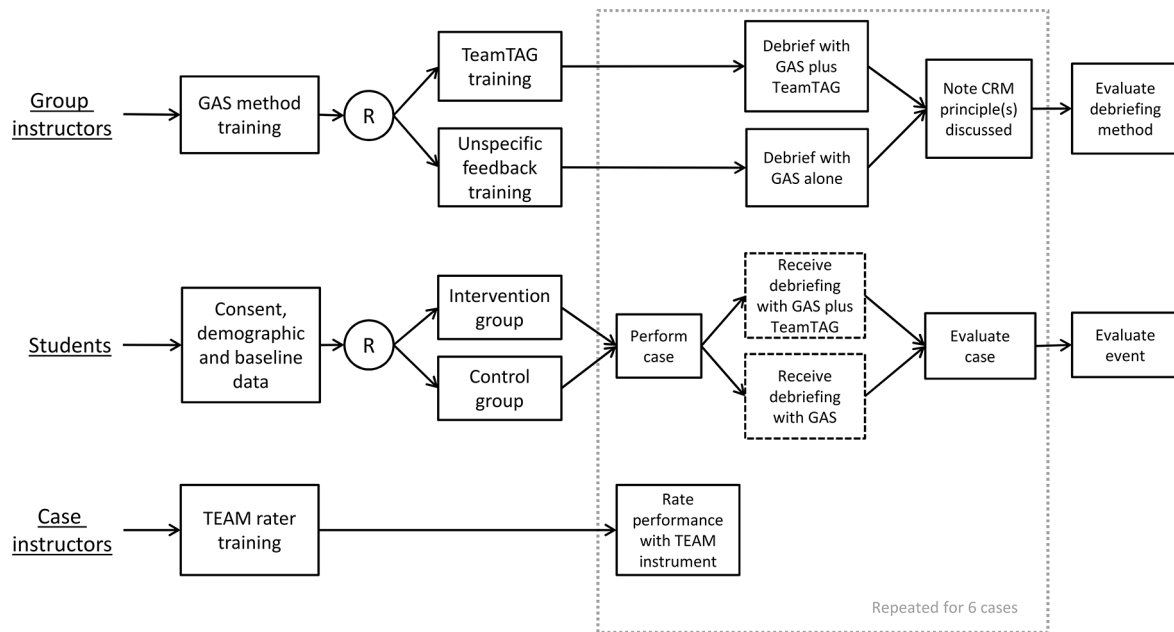 Group
instructors
GAS method
training
R
TeamTAG
training
Unspecific
feedback
training
Debrief with
GAS plus
TeamTAG
Debrief with
GAS alone
Note CRM
principle(s)
discussed
Evaluate
debriefing
method
Students
Consent,
demographic
and baseline
data
R
Intervention
group
Control
group
Perform
case
Receive
debriefing
with GAS plus
TeamTAG
Receive
debriefing
with GAS
Evaluate
case
Evaluate
event
Case
instructors
TEAM rater
training
Rate
performance
with TEAM
instrument
Repeated for 6 cases